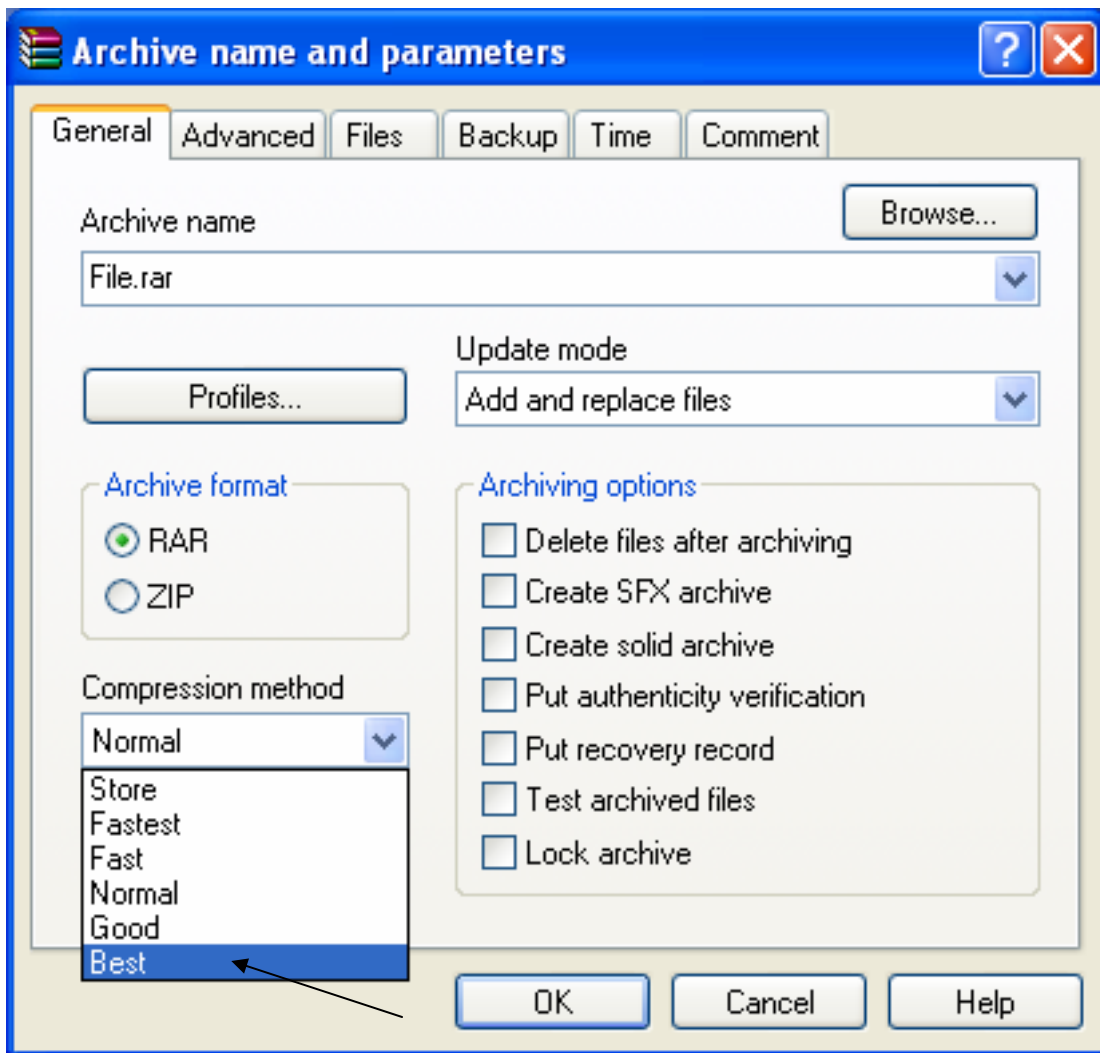 Archive name and parameters
General Advanced Files Backup Time Comment
Archive name
Browse...
File.rar
Profiles...
Update mode
Add and replace files
Archive format
RAR
ZIP
Compression method
Normal
Store
Fastest
Fast
Normal
Good
Best
Archiving options
Delete files after archiving
Create SFX archive
Create solid archive
Put authenticity verification
Put recovery record
Test archived files
Lock archive
OK Cancel Help